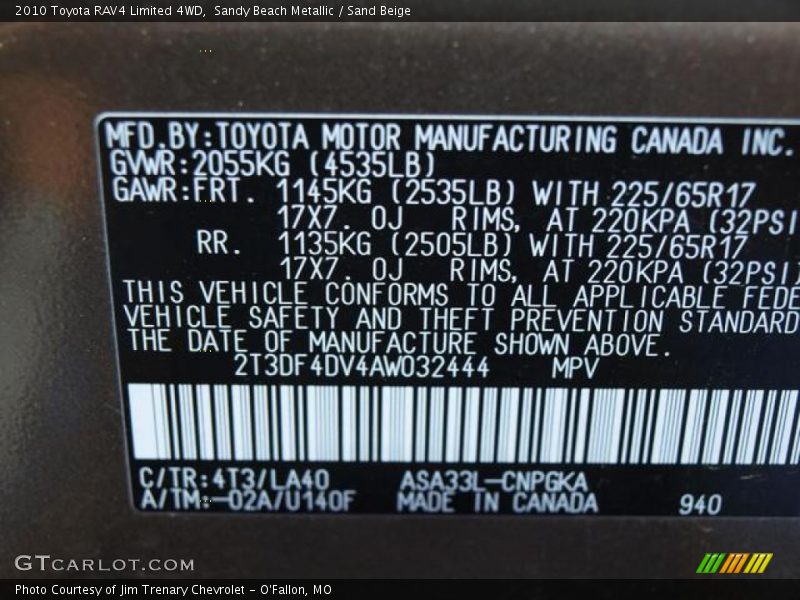 2010 Toyota RAV4 Limited 4WD, Sandy Beach Metallic / Sand Beige
MFD.BY:TOYOTA MOTOR MANUFACTURING CANADA INC.
GVWR:2055KG (4535LB)
GAWR:FRT. 1145KG (2535LB) WITH 225/65R17
17X7. 0J RIMS, AT 220KPA (32PSI
RR. 1135KG (2505LB) WITH 225/65R17
17X7. 0J RIMS, AT 220KPA (32PSI)
THIS VEHICLE CONFORMS TO ALL APPLICABLE FEDE
VEHICLE SAFETY AND THEFT PREVENTION STANDARD
THE DATE OF MANUFACTURE SHOWN ABOVE.
2T3DF4DV4AW032444 MPV
C/TR:4T3/LA40 ASA33L-CNPGKA
A/TM:-02A/U140F MADE IN CANADA 940
GTCARLOT.COM
Photo Courtesy of Jim Trenary Chevrolet - O'Fallon, MO